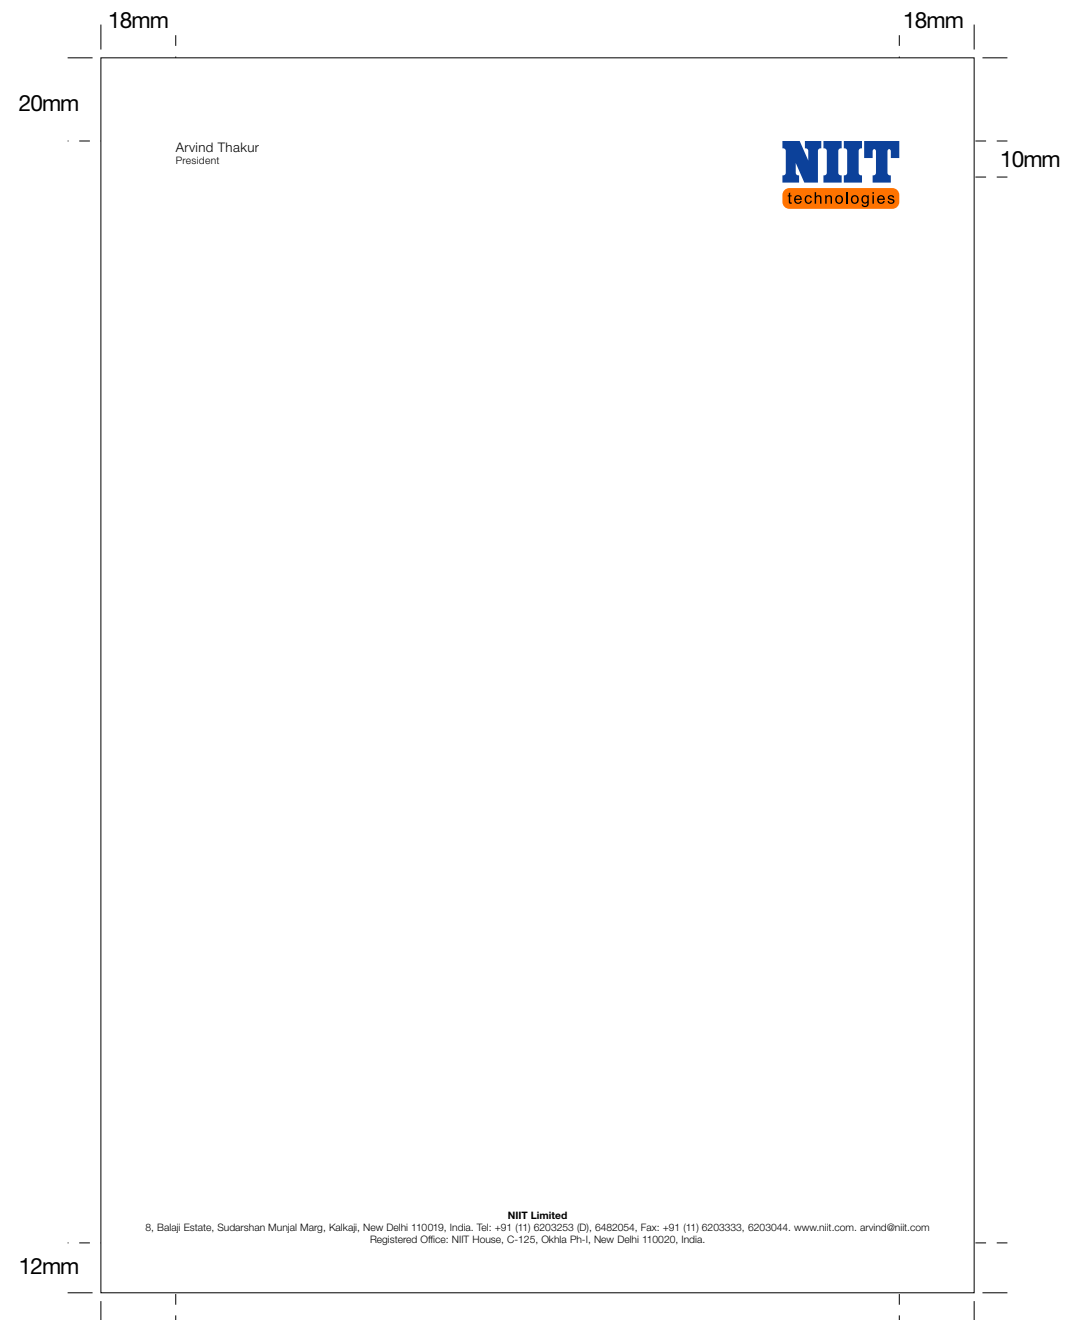 18mm 18mm
20mm
Arvind Thakur
President
NIIT
technologies
10mm
NIIT Limited
8, Balaji Estate, Sudarshan Munjal Marg, Kalkaji, New Delhi 110019, India. Tel: +91 (11) 6203253 (D), 6482054, Fax: +91 (11) 6203333, 6203044. www.niit.com. arvind@niit.com
Registered Office: NIIT House, C-125, Okhla Ph-I, New Delhi 110020, India.
12mm